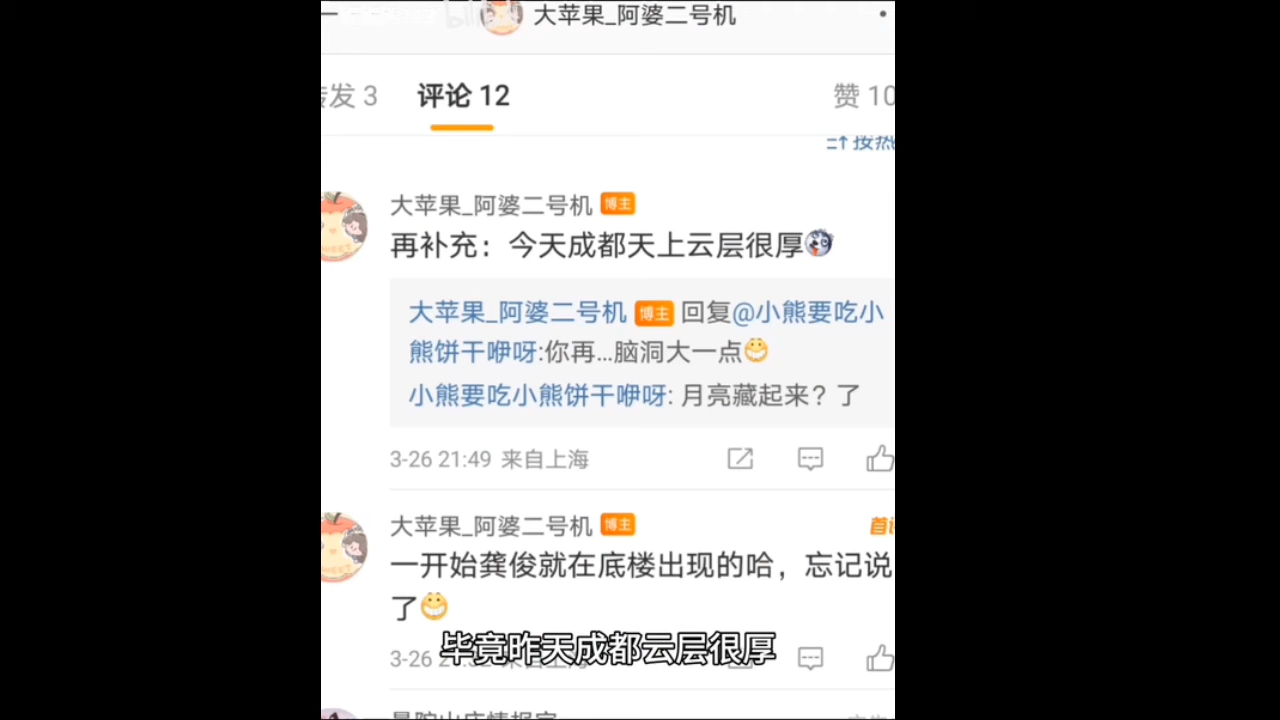 大苹果_阿婆二号机
转发 3
评论 12
赞 10
按热
大苹果_阿婆二号机 博主
再补充：今天成都天上云层很厚
大苹果_阿婆二号机 博主 回复@小熊要吃小
熊饼干咿呀:你再...脑洞大一点
小熊要吃小熊饼干咿呀: 月亮藏起来？了
3-26 21:49 来自上海
大苹果_阿婆二号机 博主
首
一开始龚俊就在底楼出现的哈，忘记说
了
3-26
毕竟昨天成都云层很厚